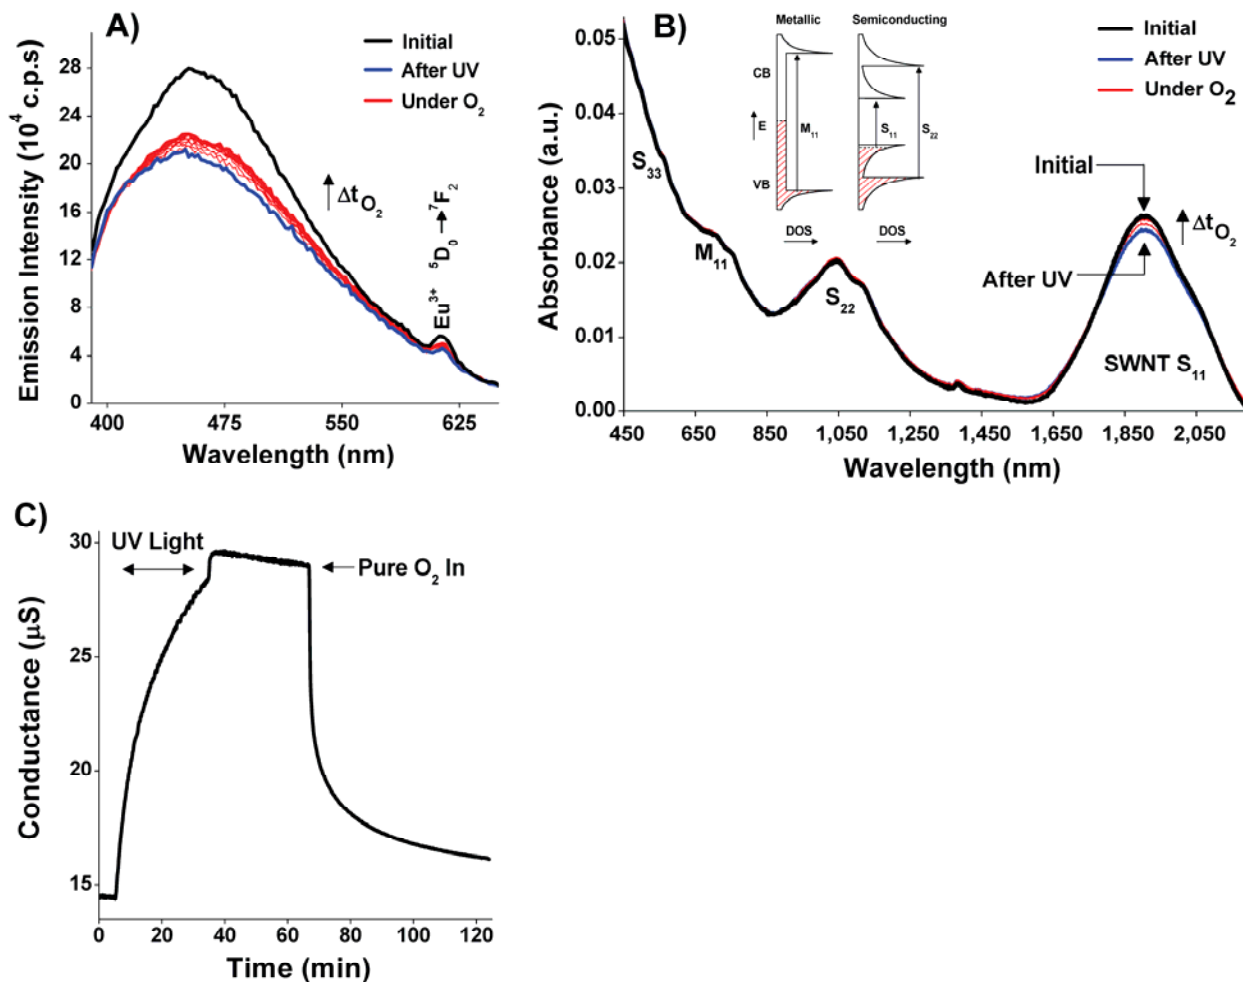 A)
Initial
After UV
Under O2
28
24
20
16
12
8
4
0
Emission Intensity (10⁴ c.p.s)
ΔtO2
Eu³⁺ ⁵D₀ → ⁷F₂
400
475
550
625
Wavelength (nm)
B)
Initial
After UV
Under O2
Metallic
Semiconducting
CB
E
VB
M11
S11
S22
DOS
DOS
0.05
0.04
0.03
0.02
0.01
0.00
Absorbance (a.u.)
S33
M11
S22
Initial
ΔtO2
After UV
SWNT S11
450
650
850
1,050
1,250
1,450
1,650
1,850
2,050
Wavelength (nm)
C)
UV Light
Pure O2 In
30
25
20
15
Conductance (μS)
0
20
40
60
80
100
120
Time (min)